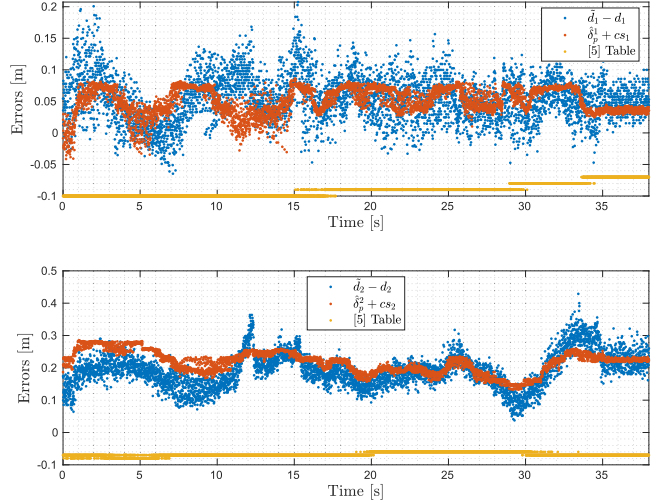 0.2
0.15
0.1
0.05
0
-0.05
-0.1
Errors [m]
d̃₁ − d₁
δ̂ₚ¹ + cs₁
[5] Table
0 5 10 15 20 25 30 35
Time [s]
0.5
0.4
0.3
0.2
0.1
0
-0.1
Errors [m]
d̃₂ − d₂
δ̂ₚ² + cs₂
[5] Table
0 5 10 15 20 25 30 35
Time [s]